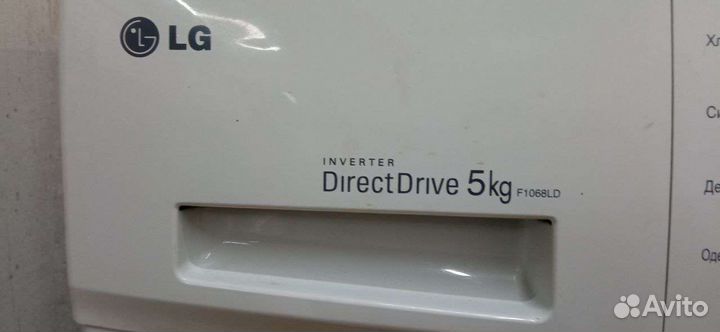 LG
INVERTER
DirectDrive 5kg F1068LD
Avito